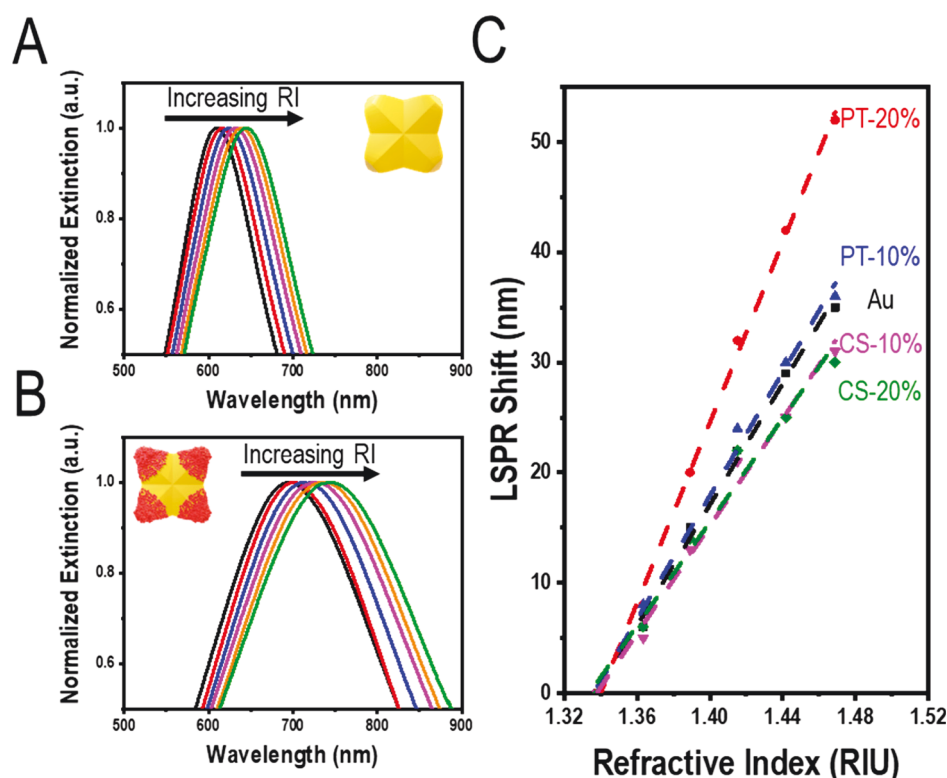 A
Normalized Extinction (a.u.)
Increasing RI
1.0
0.8
0.6
500 600 700 800 900
Wavelength (nm)
B
Normalized Extinction (a.u.)
Increasing RI
1.0
0.8
0.6
500 600 700 800 900
Wavelength (nm)
C
LSPR Shift (nm)
50
40
30
20
10
0
PT-20%
PT-10%
Au
CS-10%
CS-20%
1.32 1.36 1.40 1.44 1.48 1.52
Refractive Index (RIU)